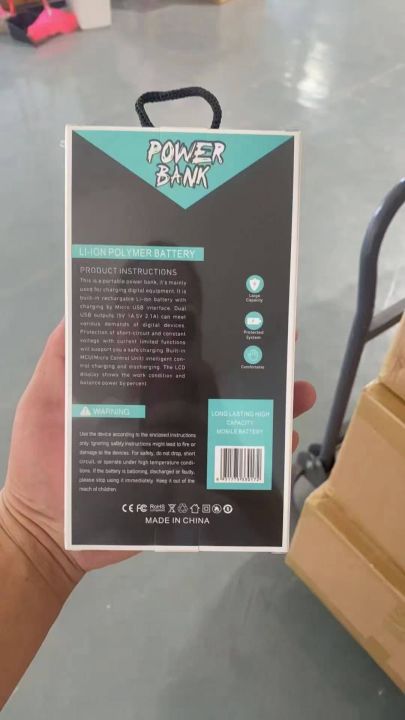 POWER
BANK
LI-ION POLYMER BATTERY
PRODUCT INSTRUCTIONS
This is a portable power bank, it's mainly
used for charging digital equipment. It is
built-in rechargable Li-Ion battery with
charging by Micro USB interface. Dual
USB outputs (5V 1A,5V 2.1A) can meet
various demands of digital devices.
Protection of short-circuit and constant
voltage with current limited functions
will support you a safe charging. Built-in
MCU(Micro Control Unit) intelligent con-
trol charging and discharging. The LCD
display shows the work condition and
balance power by percent
Large
Capacity
Protected
System
Comfortable
WARNING
Use the device according to the enclosed instructions
only. Ignoring safety instructions might lead to fire or
damage to the devices. For safety, do not drop, short
circuit, or operate under high temperature condi-
tions. If the battery is bationing, discharged or faulty,
please stop using it immediately. Keep it out of the
reach of children.
LONG LASTING HIGH
CAPACITY
MOBILE BATTERY
CE FC RoHS
MADE IN CHINA